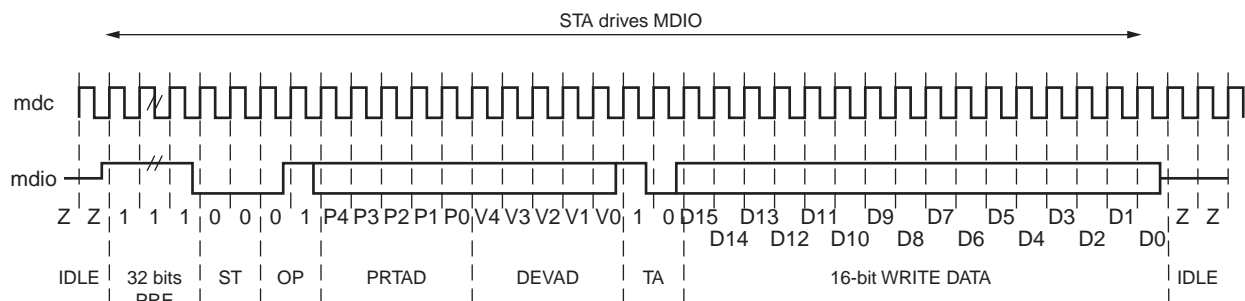 STA drives MDIO
mdc
mdio
Z Z 1 1 1 0 0 0 1 P4 P3 P2 P1 P0 V4 V3 V2 V1 V0 1 0 D15 D13 D11 D9 D7 D5 D3 D1 Z Z
D14 D12 D10 D8 D6 D4 D2 D0
IDLE 32 bits ST OP PRTAD DEVAD TA 16-bit WRITE DATA IDLE
PRE